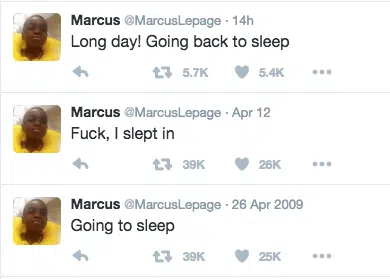 Marcus @MarcusLepage · 14h
Long day! Going back to sleep
5.7K 5.4K
Marcus @MarcusLepage · Apr 12
Fuck, I slept in
39K 26K
Marcus @MarcusLepage · 26 Apr 2009
Going to sleep
39K 25K